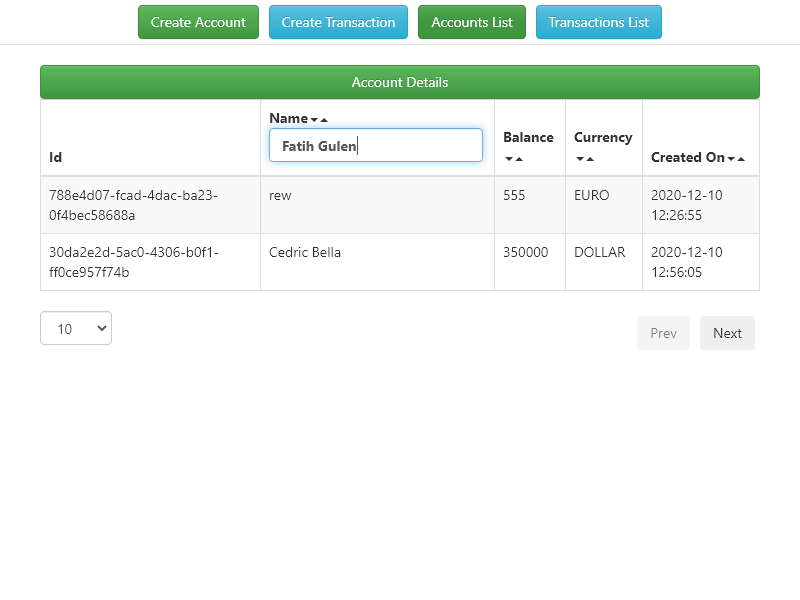 Create Account Create Transaction Accounts List Transactions List
Account Details
Id Name Balance Currency Created On
Fatih Gulen
788e4d07-fcad-4dac-ba23-0f4bec58688a rew 555 EURO 2020-12-10 12:26:55
30da2e2d-5ac0-4306-b0f1-ff0ce957f74b Cedric Bella 350000 DOLLAR 2020-12-10 12:56:05
10 Prev Next